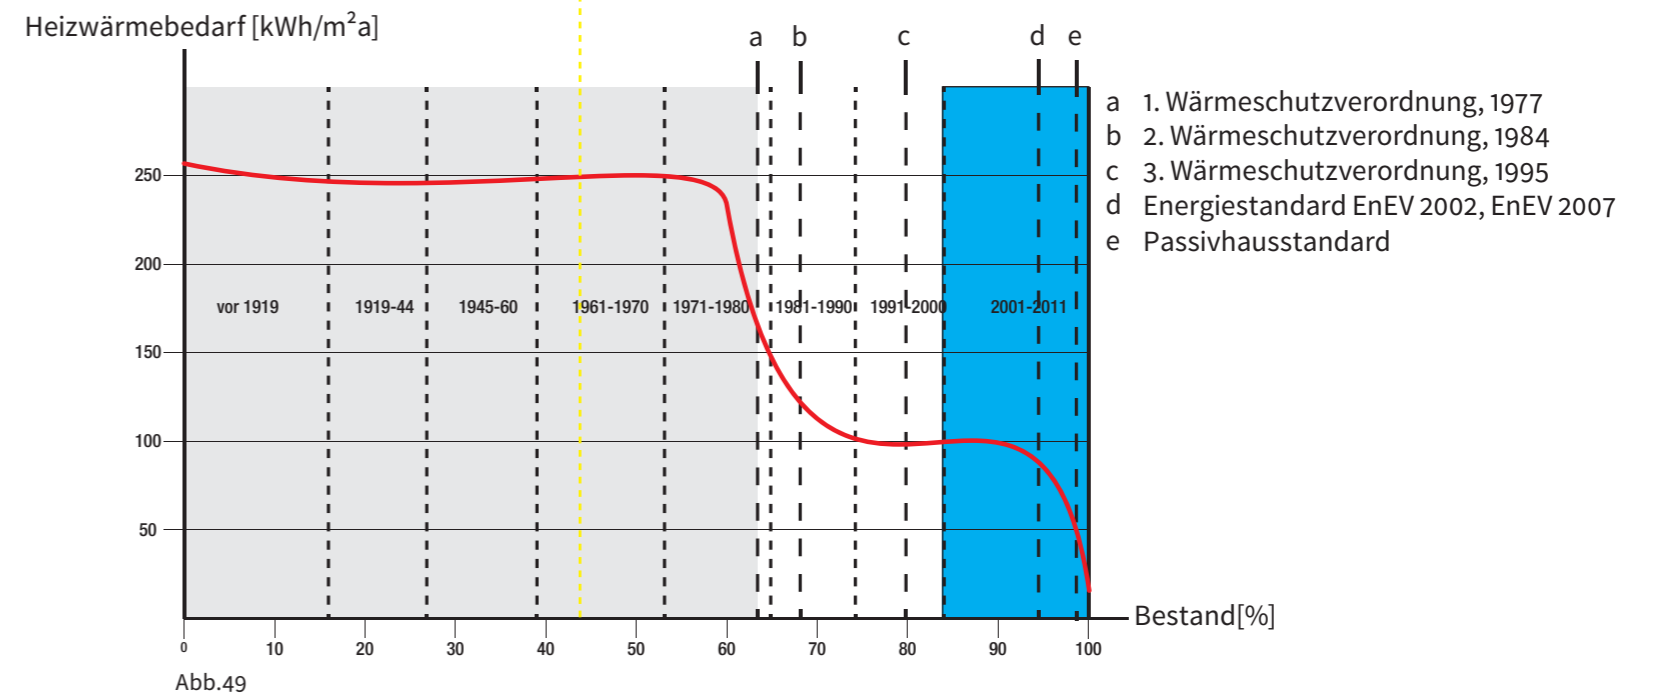 Heizwärmebedarf [kWh/m²a]
a b c d e
a 1. Wärmeschutzverordnung, 1977
b 2. Wärmeschutzverordnung, 1984
c 3. Wärmeschutzverordnung, 1995
d Energiestandard EnEV 2002, EnEV 2007
e Passivhausstandard
250
200
vor 1919 1919-44 1945-60 1961-1970 1971-1980 1981-1990 1991-2000 2001-2011
150
100
50
Bestand[%]
0 10 20 30 40 50 60 70 80 90 100
Abb.49